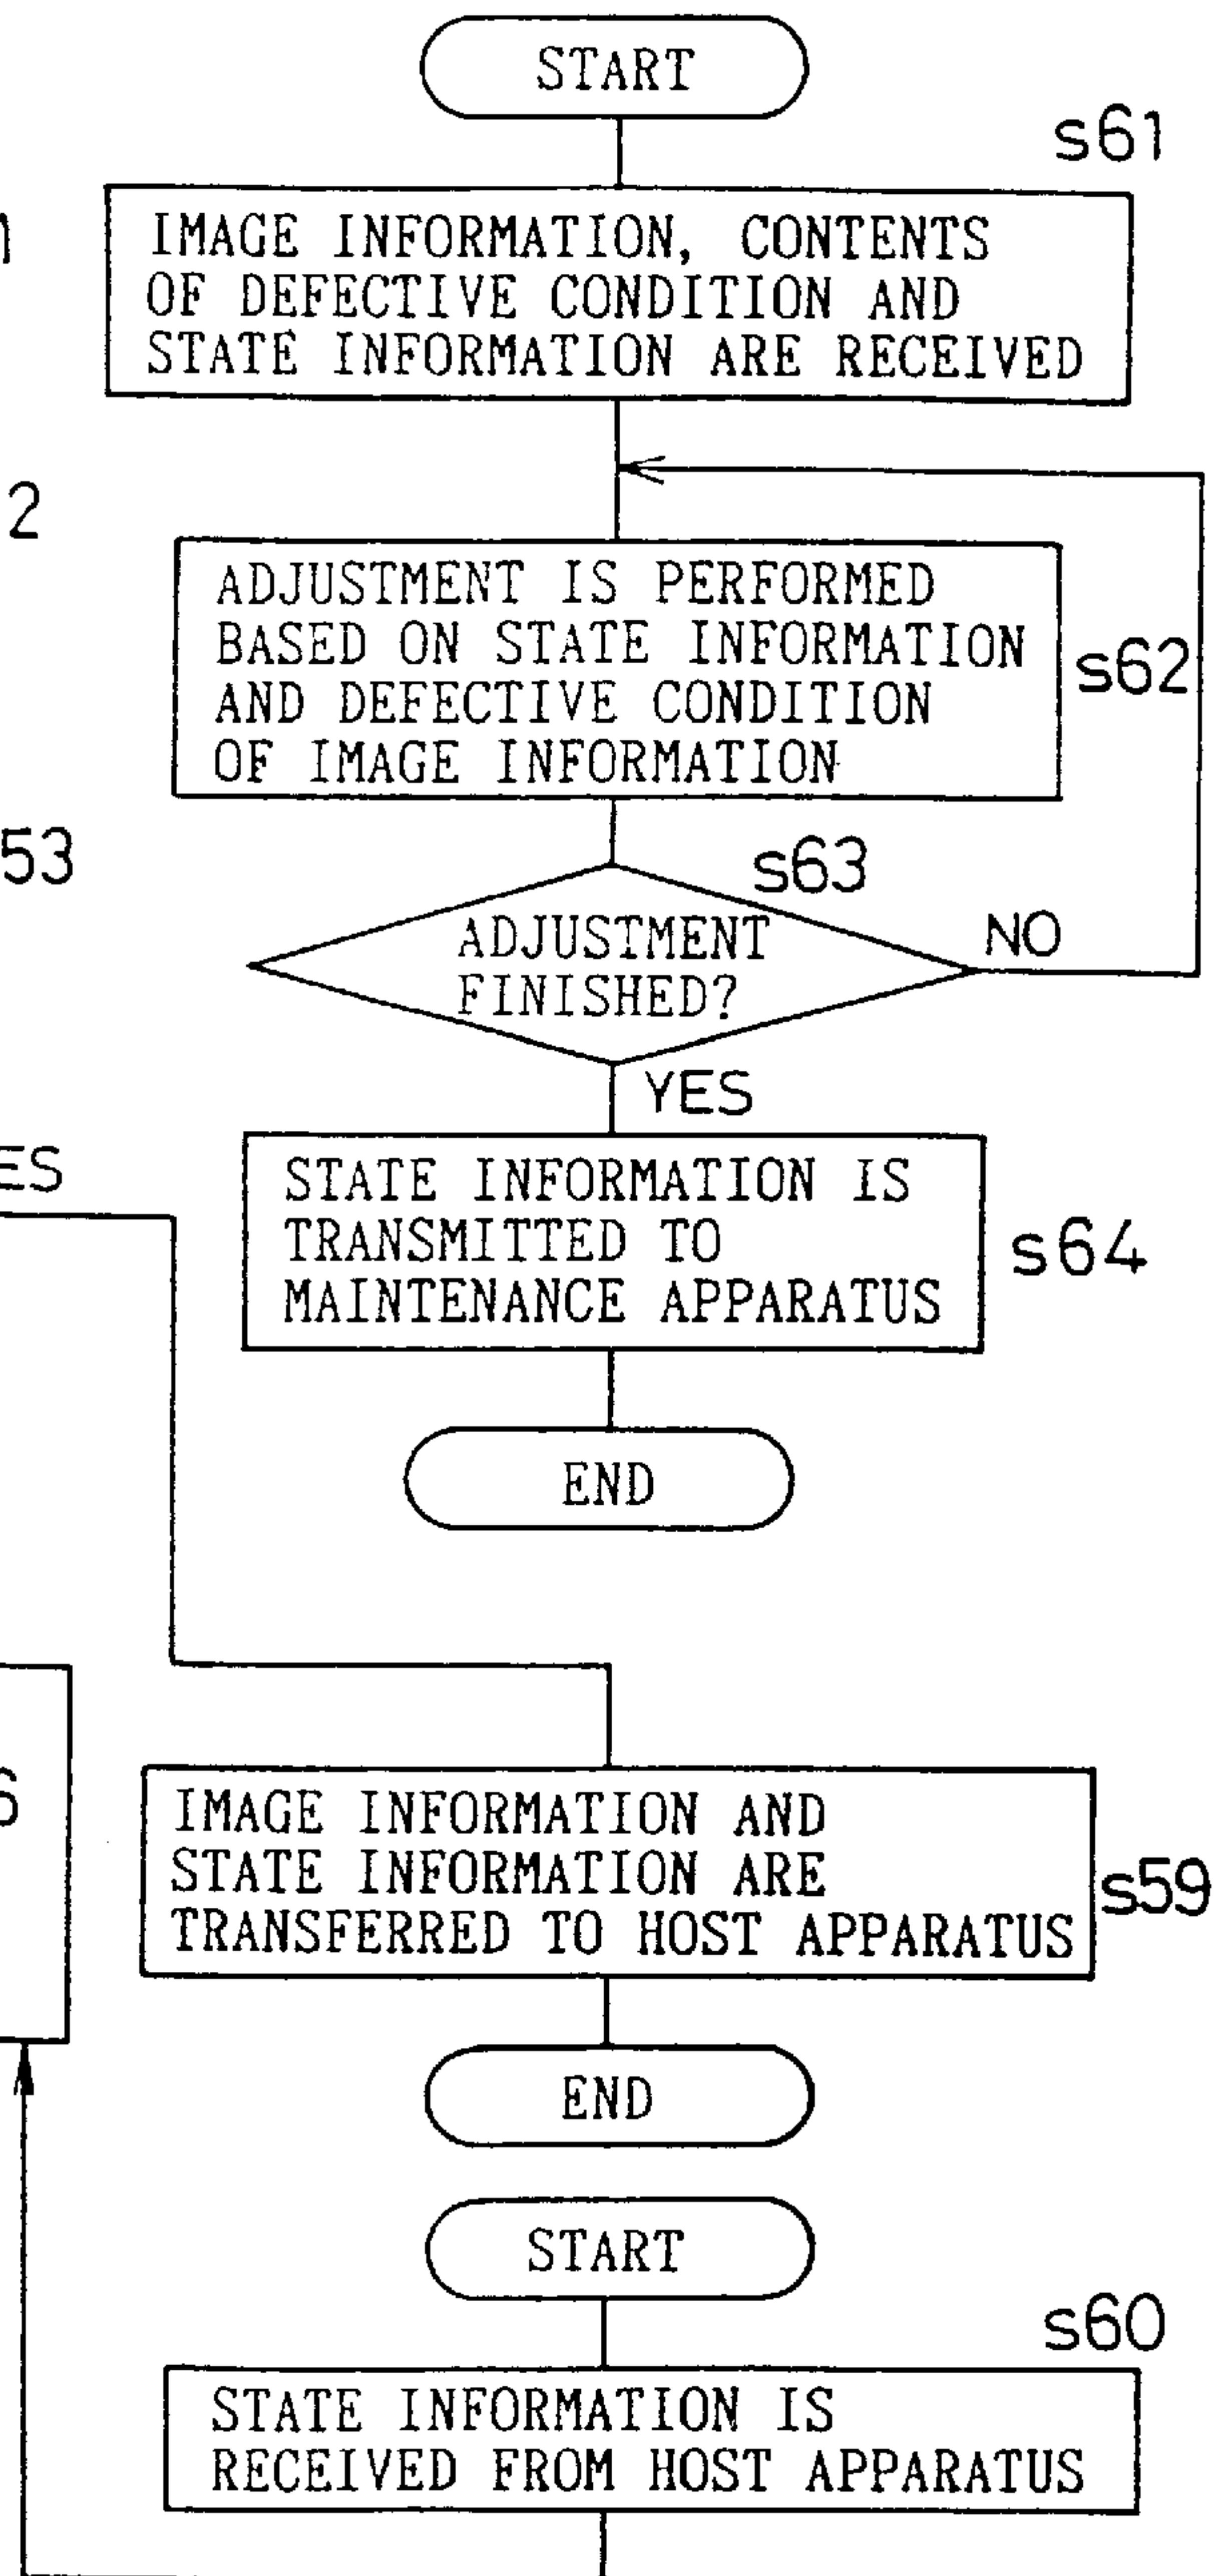 START
s61
IMAGE INFORMATION, CONTENTS
OF DEFECTIVE CONDITION AND
STATE INFORMATION ARE RECEIVED
2
ADJUSTMENT IS PERFORMED
BASED ON STATE INFORMATION
AND DEFECTIVE CONDITION
OF IMAGE INFORMATION
s62
53
s63
ADJUSTMENT
FINISHED?
NO
YES
ES
STATE INFORMATION IS
TRANSMITTED TO
MAINTENANCE APPARATUS
s64
END
IMAGE INFORMATION AND
STATE INFORMATION ARE
TRANSFERRED TO HOST APPARATUS
s59
END
START
s60
STATE INFORMATION IS
RECEIVED FROM HOST APPARATUS